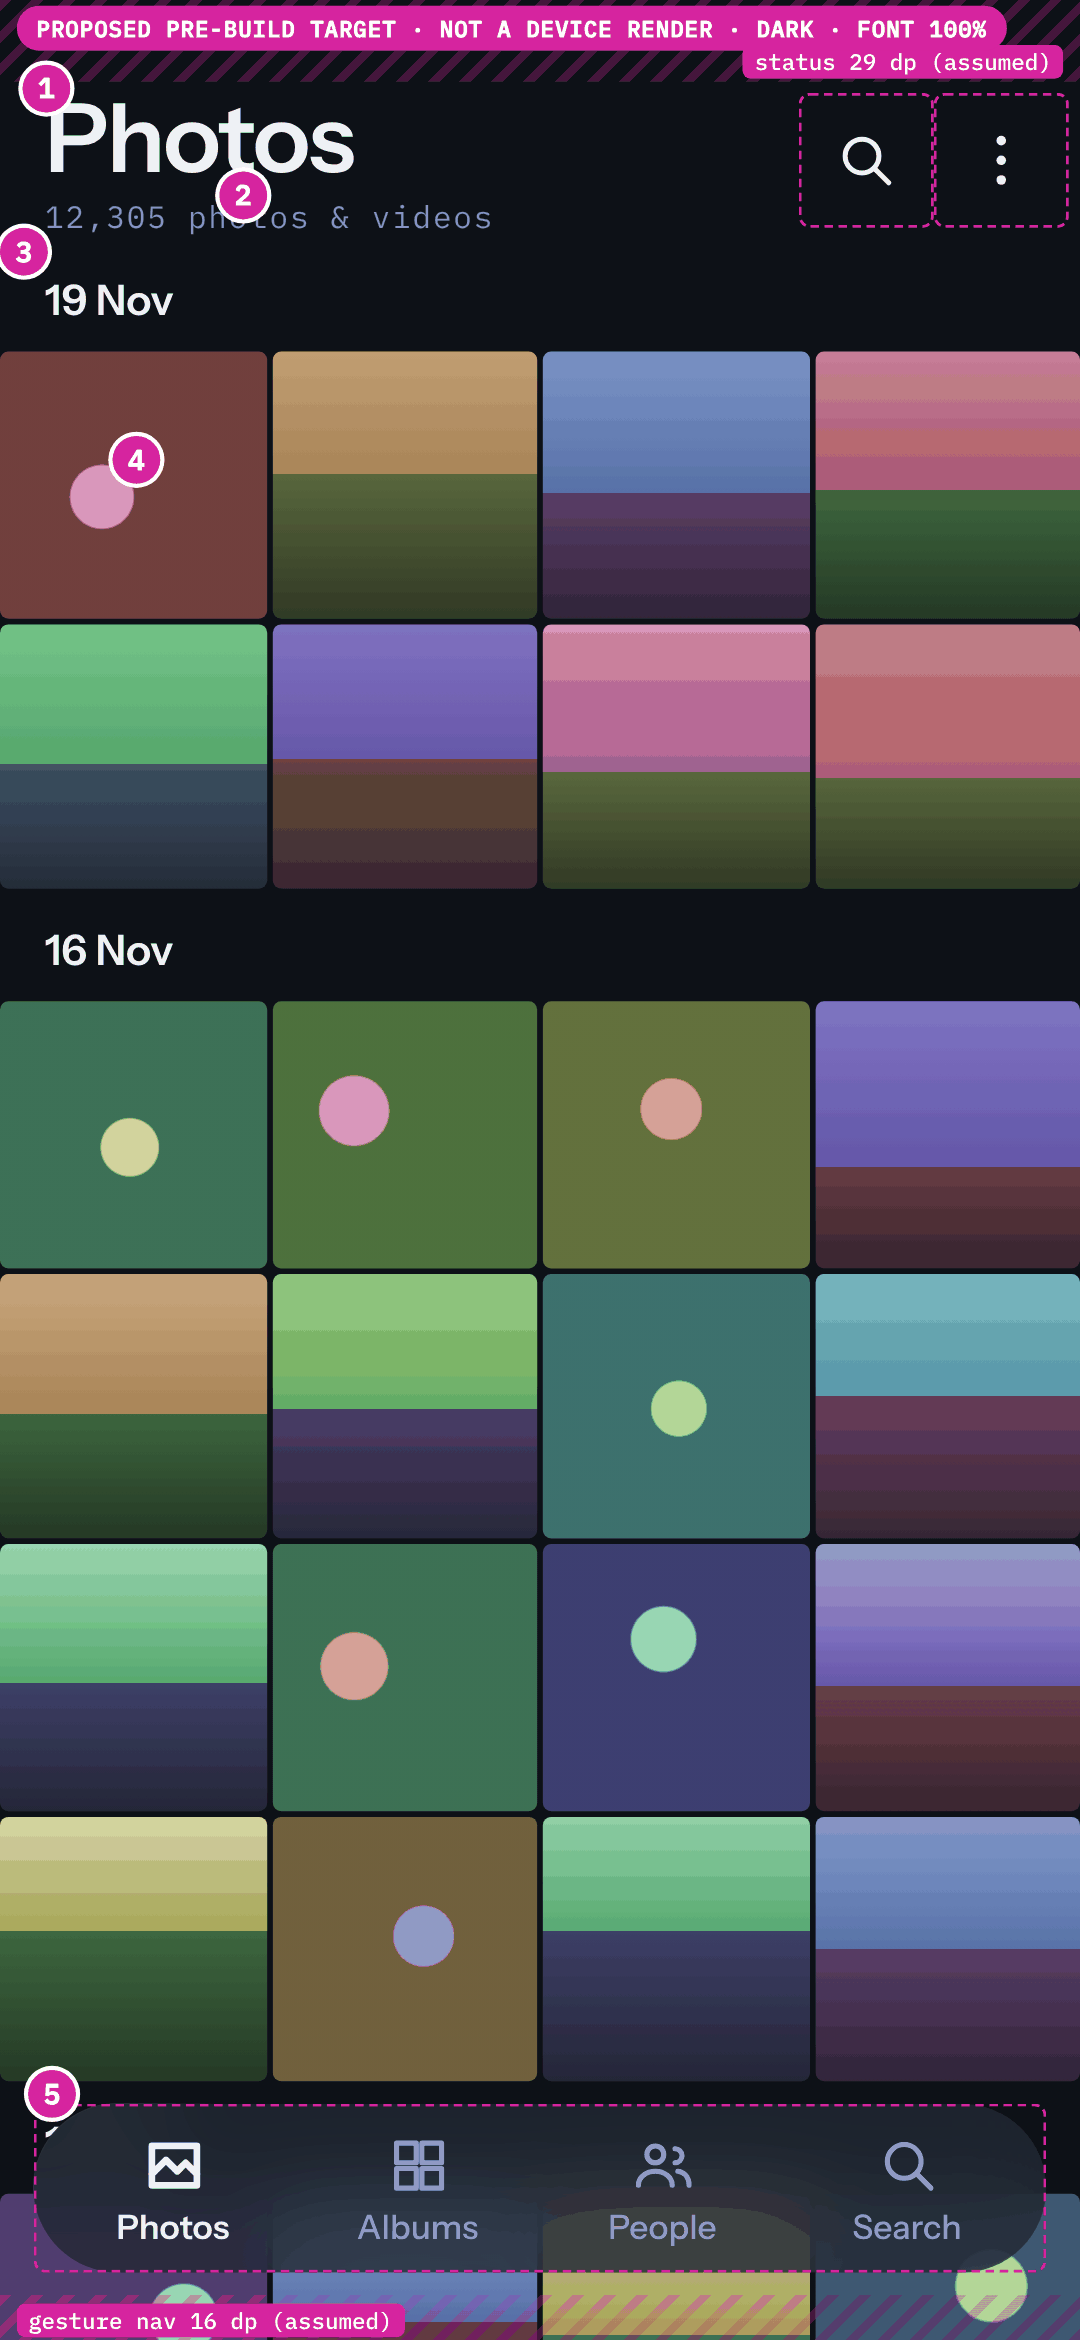 PROPOSED PRE-BUILD TARGET · NOT A DEVICE RENDER · DARK · FONT 100%
status 29 dp (assumed)
1
Photos
2
12,305 photos & videos
3
19 Nov
4
16 Nov
5
Photos
Albums
People
Search
gesture nav 16 dp (assumed)